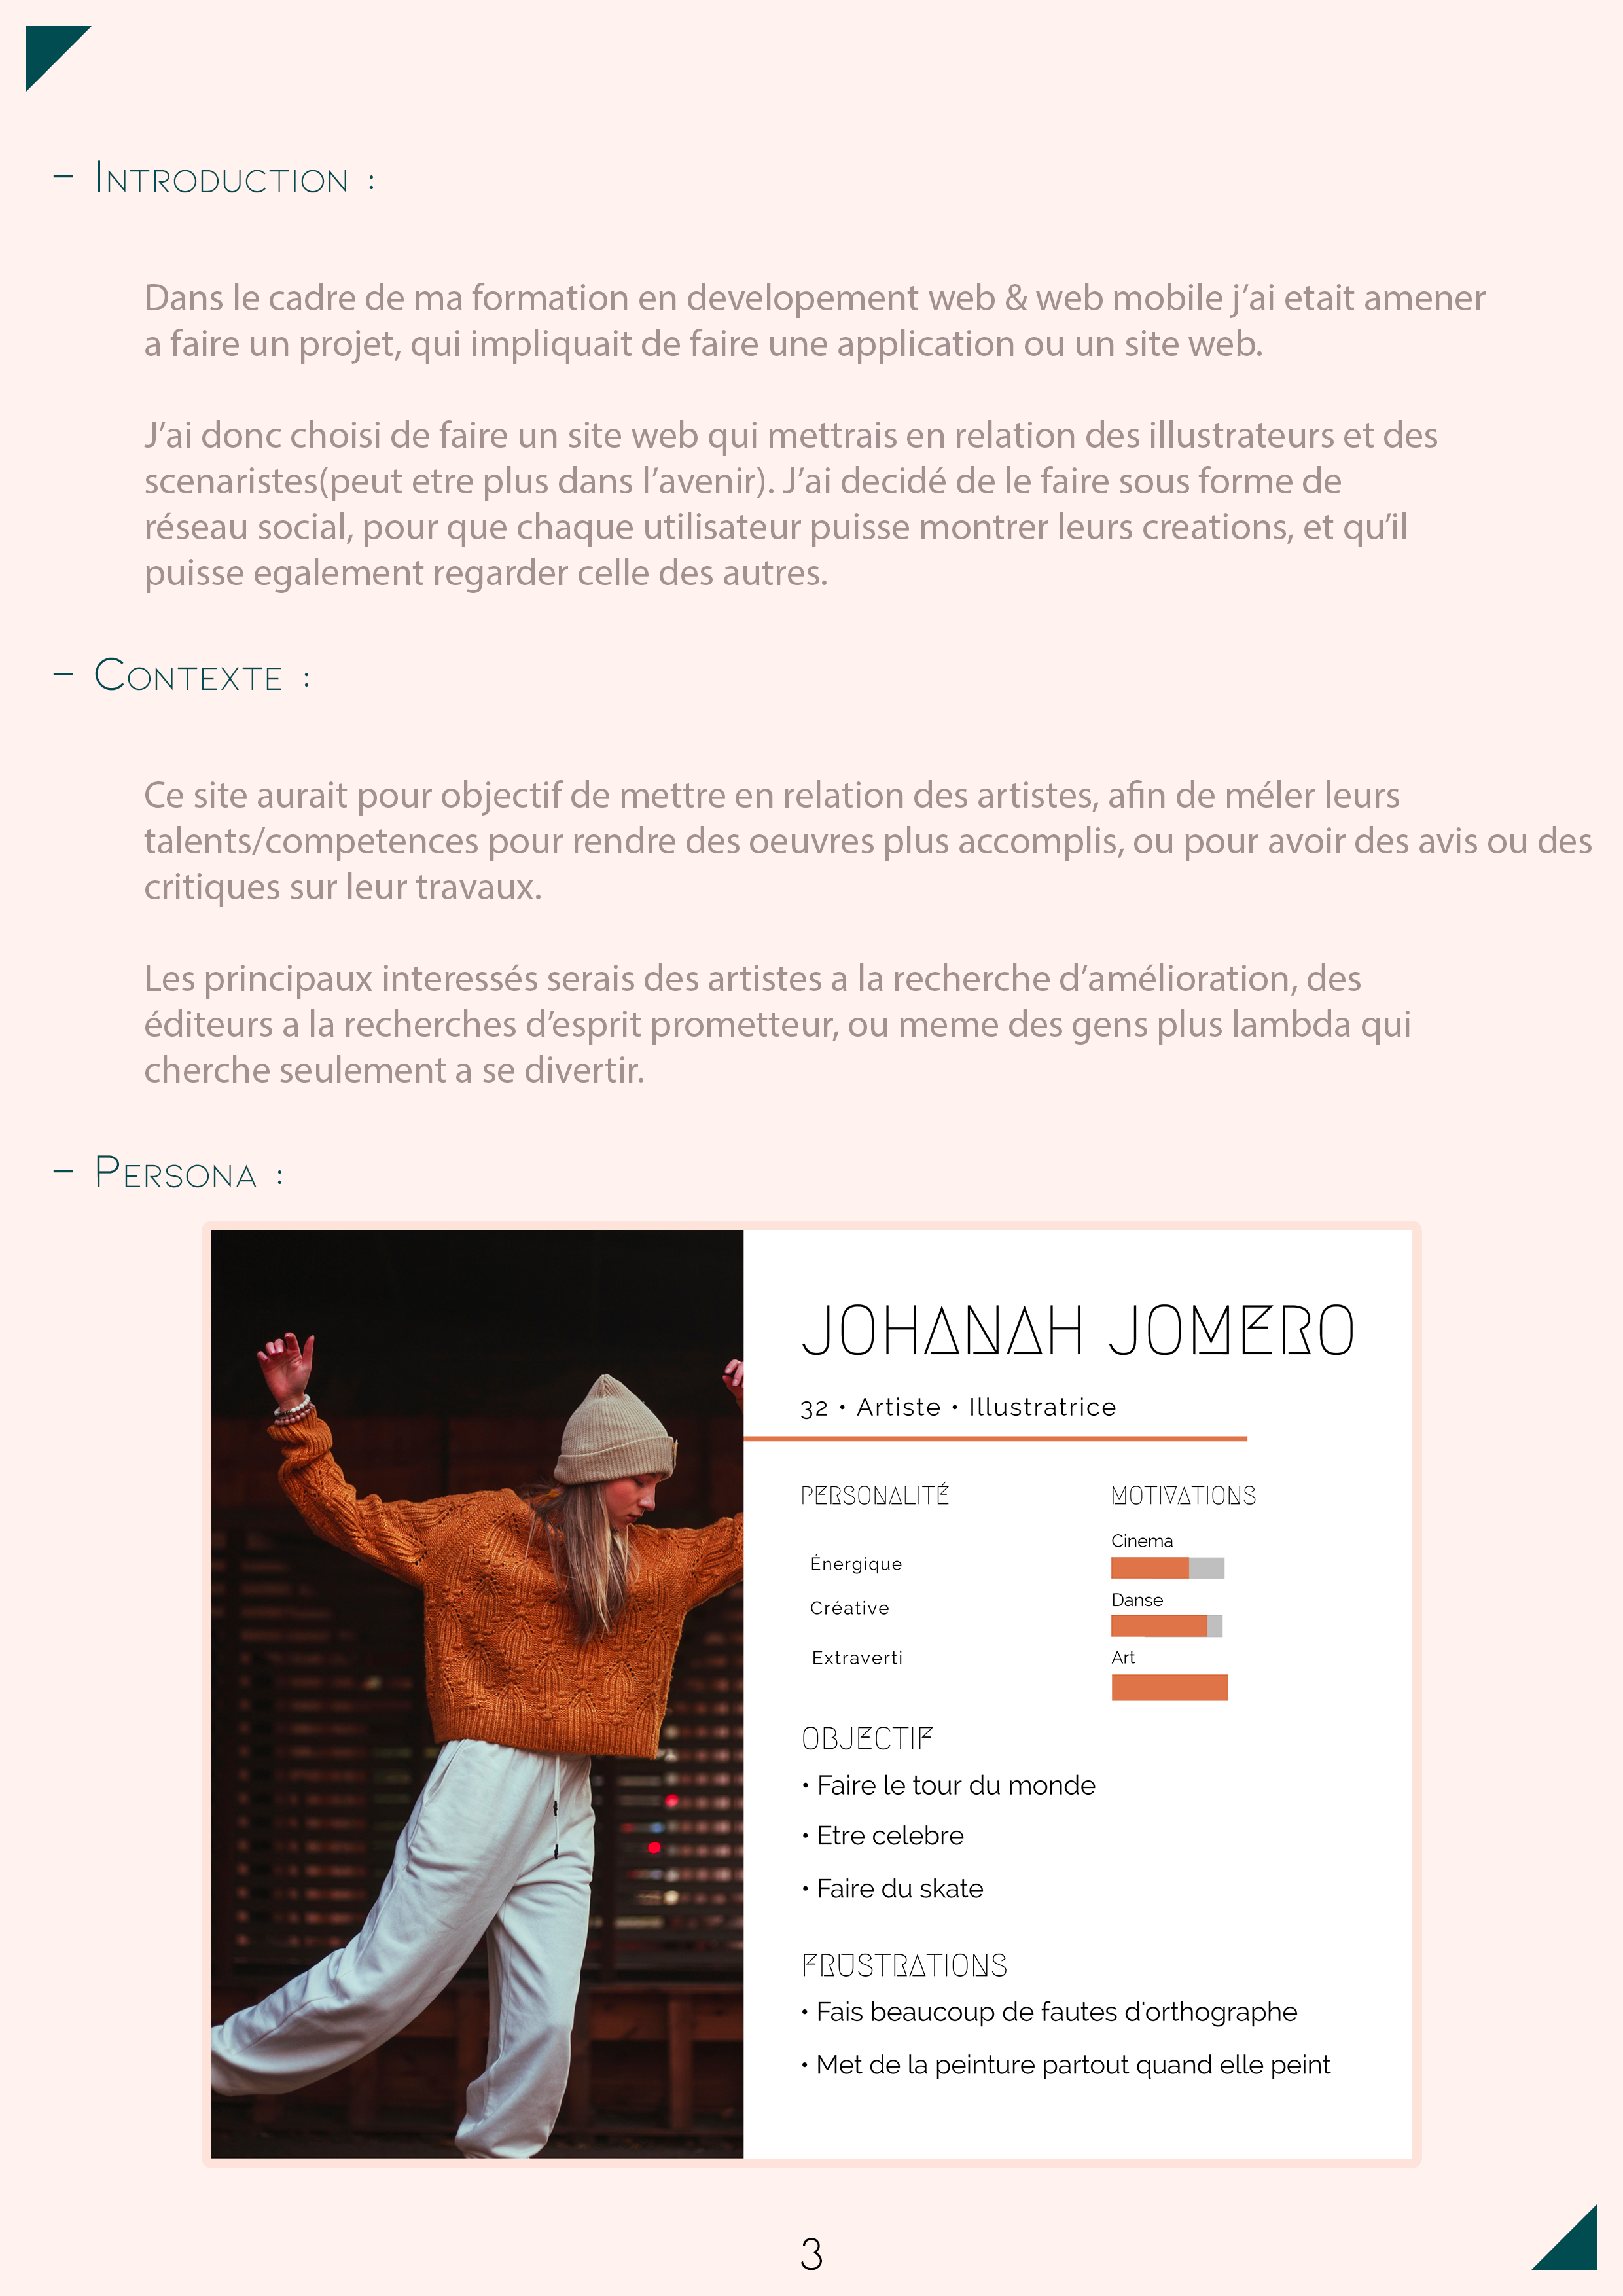 – Introduction :
Dans le cadre de ma formation en developement web & web mobile j’ai etait amener
a faire un projet, qui impliquait de faire une application ou un site web.
J’ai donc choisi de faire un site web qui mettrais en relation des illustrateurs et des
scenaristes(peut etre plus dans l’avenir). J’ai decidé de le faire sous forme de
réseau social, pour que chaque utilisateur puisse montrer leurs creations, et qu’il
puisse egalement regarder celle des autres.
– Contexte :
Ce site aurait pour objectif de mettre en relation des artistes, afin de méler leurs
talents/competences pour rendre des oeuvres plus accomplis, ou pour avoir des avis ou des
critiques sur leur travaux.
Les principaux interessés serais des artistes a la recherche d’amélioration, des
éditeurs a la recherches d’esprit prometteur, ou meme des gens plus lambda qui
cherche seulement a se divertir.
– Persona :
JOHANAH JOMERO
32 • Artiste • Illustratrice
PERSONALITÉ
Énergique
Créative
Extraverti
MOTIVATIONS
Cinema
Danse
Art
OBJECTIF
• Faire le tour du monde
• Etre celebre
• Faire du skate
FRUSTRATIONS
• Fais beaucoup de fautes d'orthographe
• Met de la peinture partout quand elle peint
3